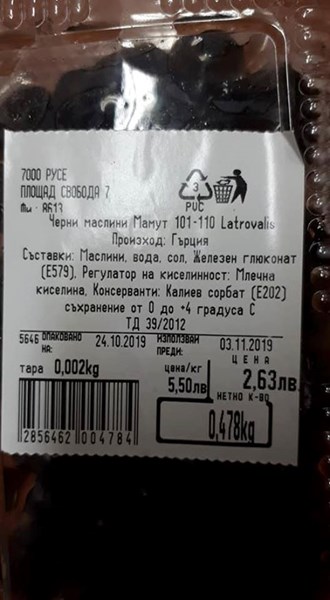 7000 РУСЕ
ПЛОЩАД СВОБОДА 7
3
PVC
Черни маслини Мамут 101-110 Latrovalis
Произход: Гърция
Съставки: Маслини, вода, сол, Железен глюконат
(E579), Регулатор на киселинност: Млечна
киселина, Консерванти: Калиев сорбат (E202)
съхранение от 0 до +4 градуса C
ТД 39/2012
5646 ОПАКОВАНО НА: 24.10.2019 ИЗПОЛЗВАЙ ПРЕДИ: 03.11.2019
тара 0,002kg цена/кг 5,50лв ЦЕНА 2,63лв
НЕТНО К-ВО
0,478kg
2856462 004784